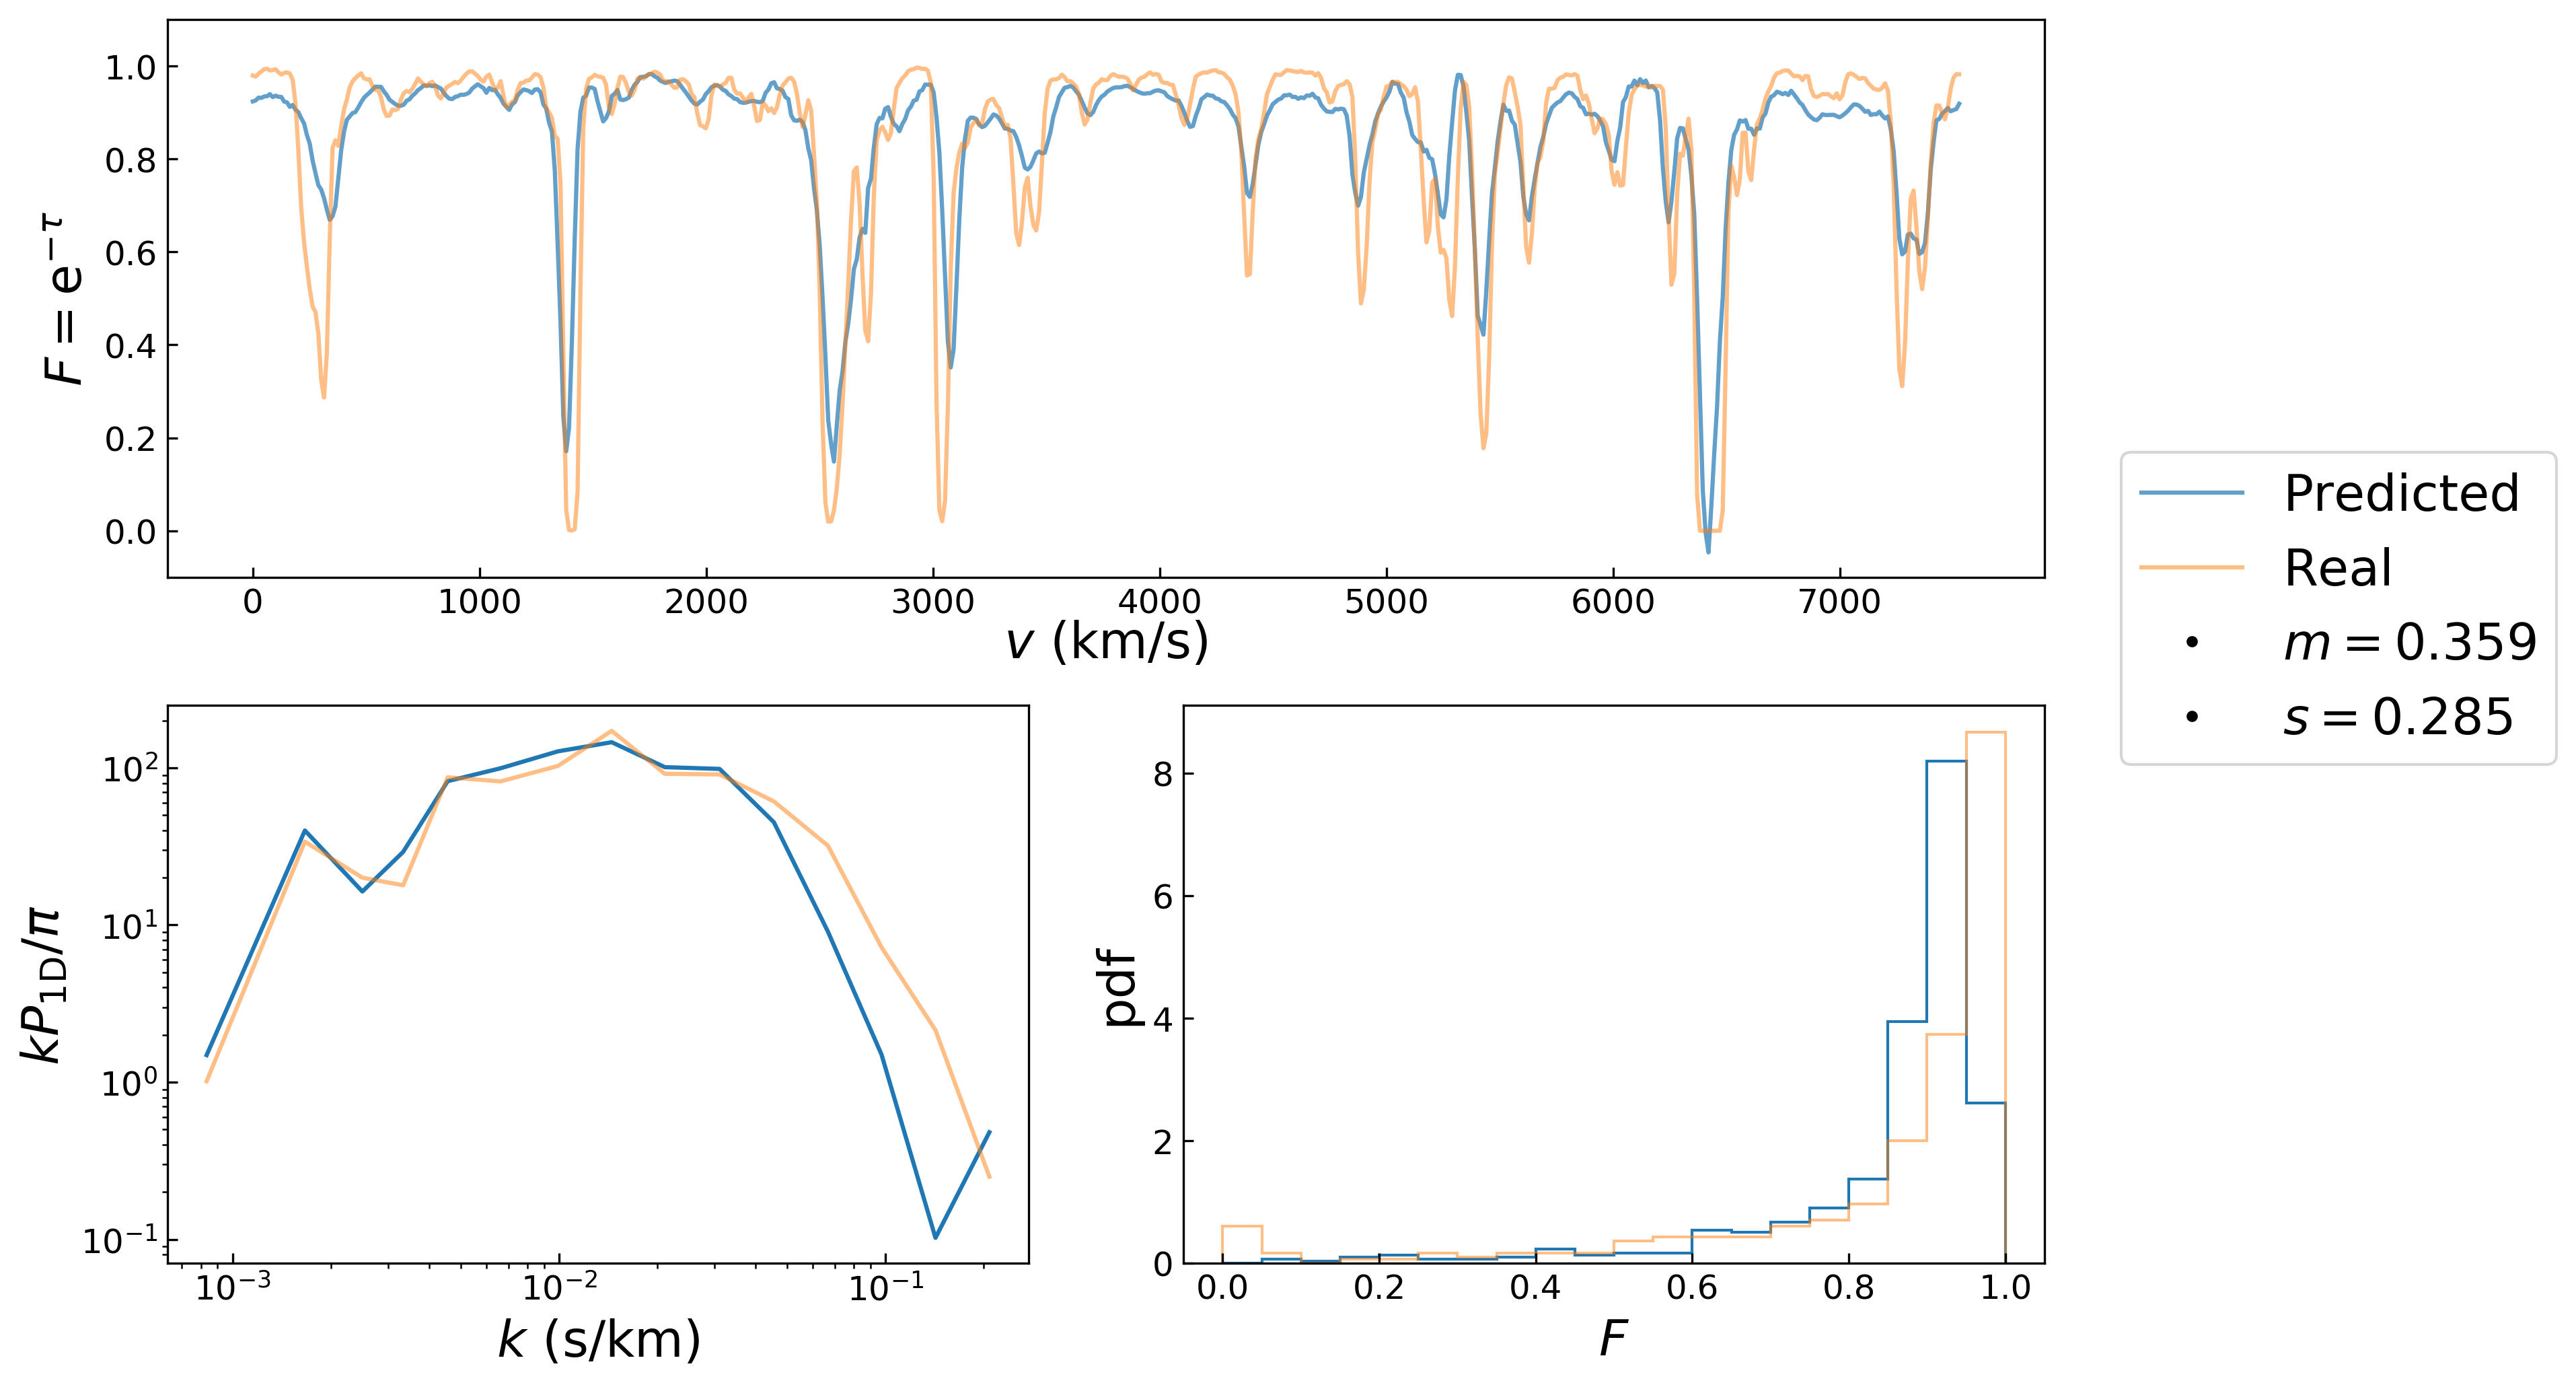 1.0
0.8
0.6
0.4
0.2
0.0
F = e^{-τ}
0 1000 2000 3000 4000 5000 6000 7000
v (km/s)
Predicted
Real
m = 0.359
s = 0.285
10^2
10^1
10^0
10^{-1}
kP_{1D}/π
10^{-3} 10^{-2} 10^{-1}
k (s/km)
8
6
4
2
0
pdf
0.0 0.2 0.4 0.6 0.8 1.0
F